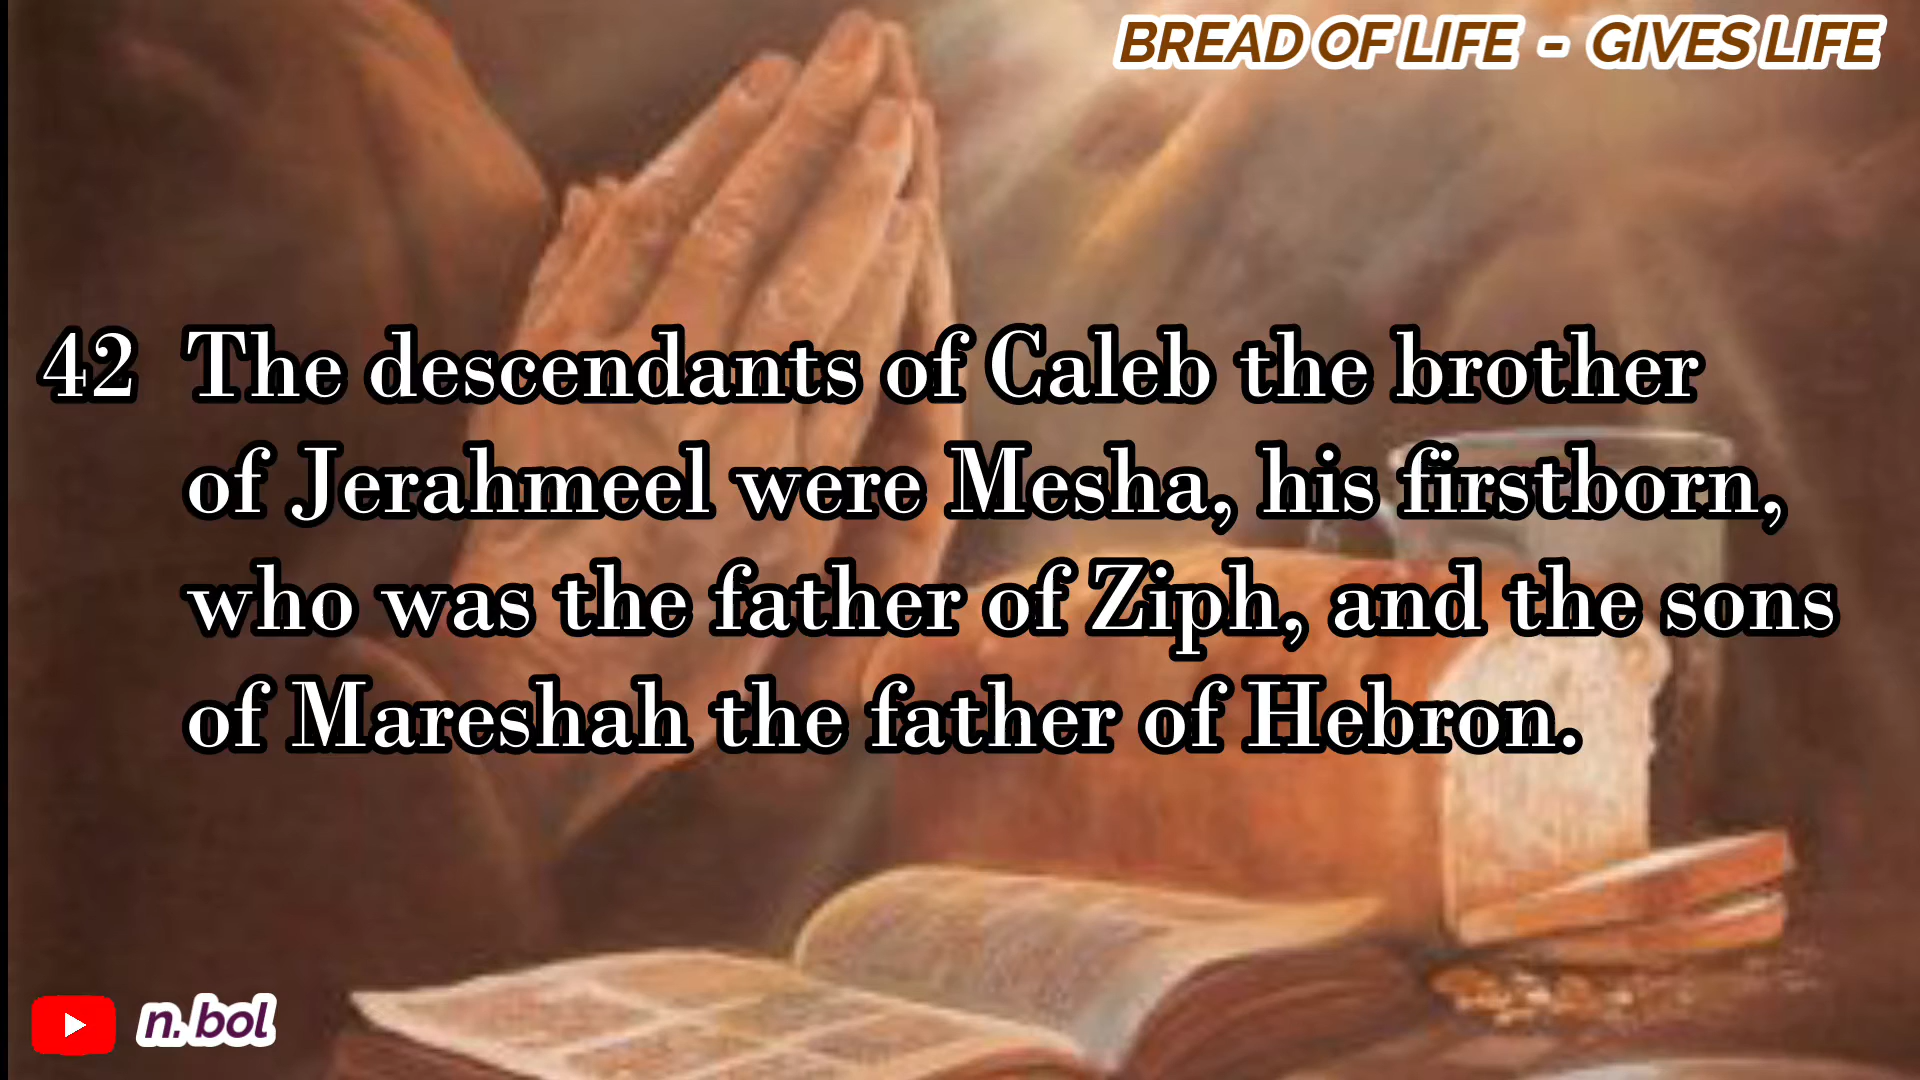 BREAD OF LIFE - GIVES LIFE
42 The descendants of Caleb the brother
of Jerahmeel were Mesha, his firstborn,
who was the father of Ziph, and the sons
of Mareshah the father of Hebron.
n. bol